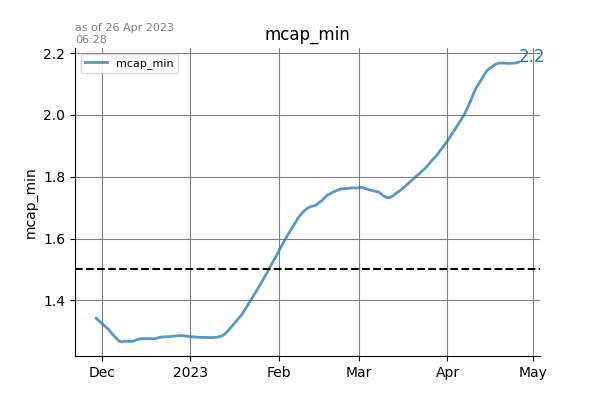 as of 26 Apr 2023
06:28
mcap_min
2.2
mcap_min
2.2
2.0
1.8
1.6
1.4
mcap_min
Dec
2023
Feb
Mar
Apr
May